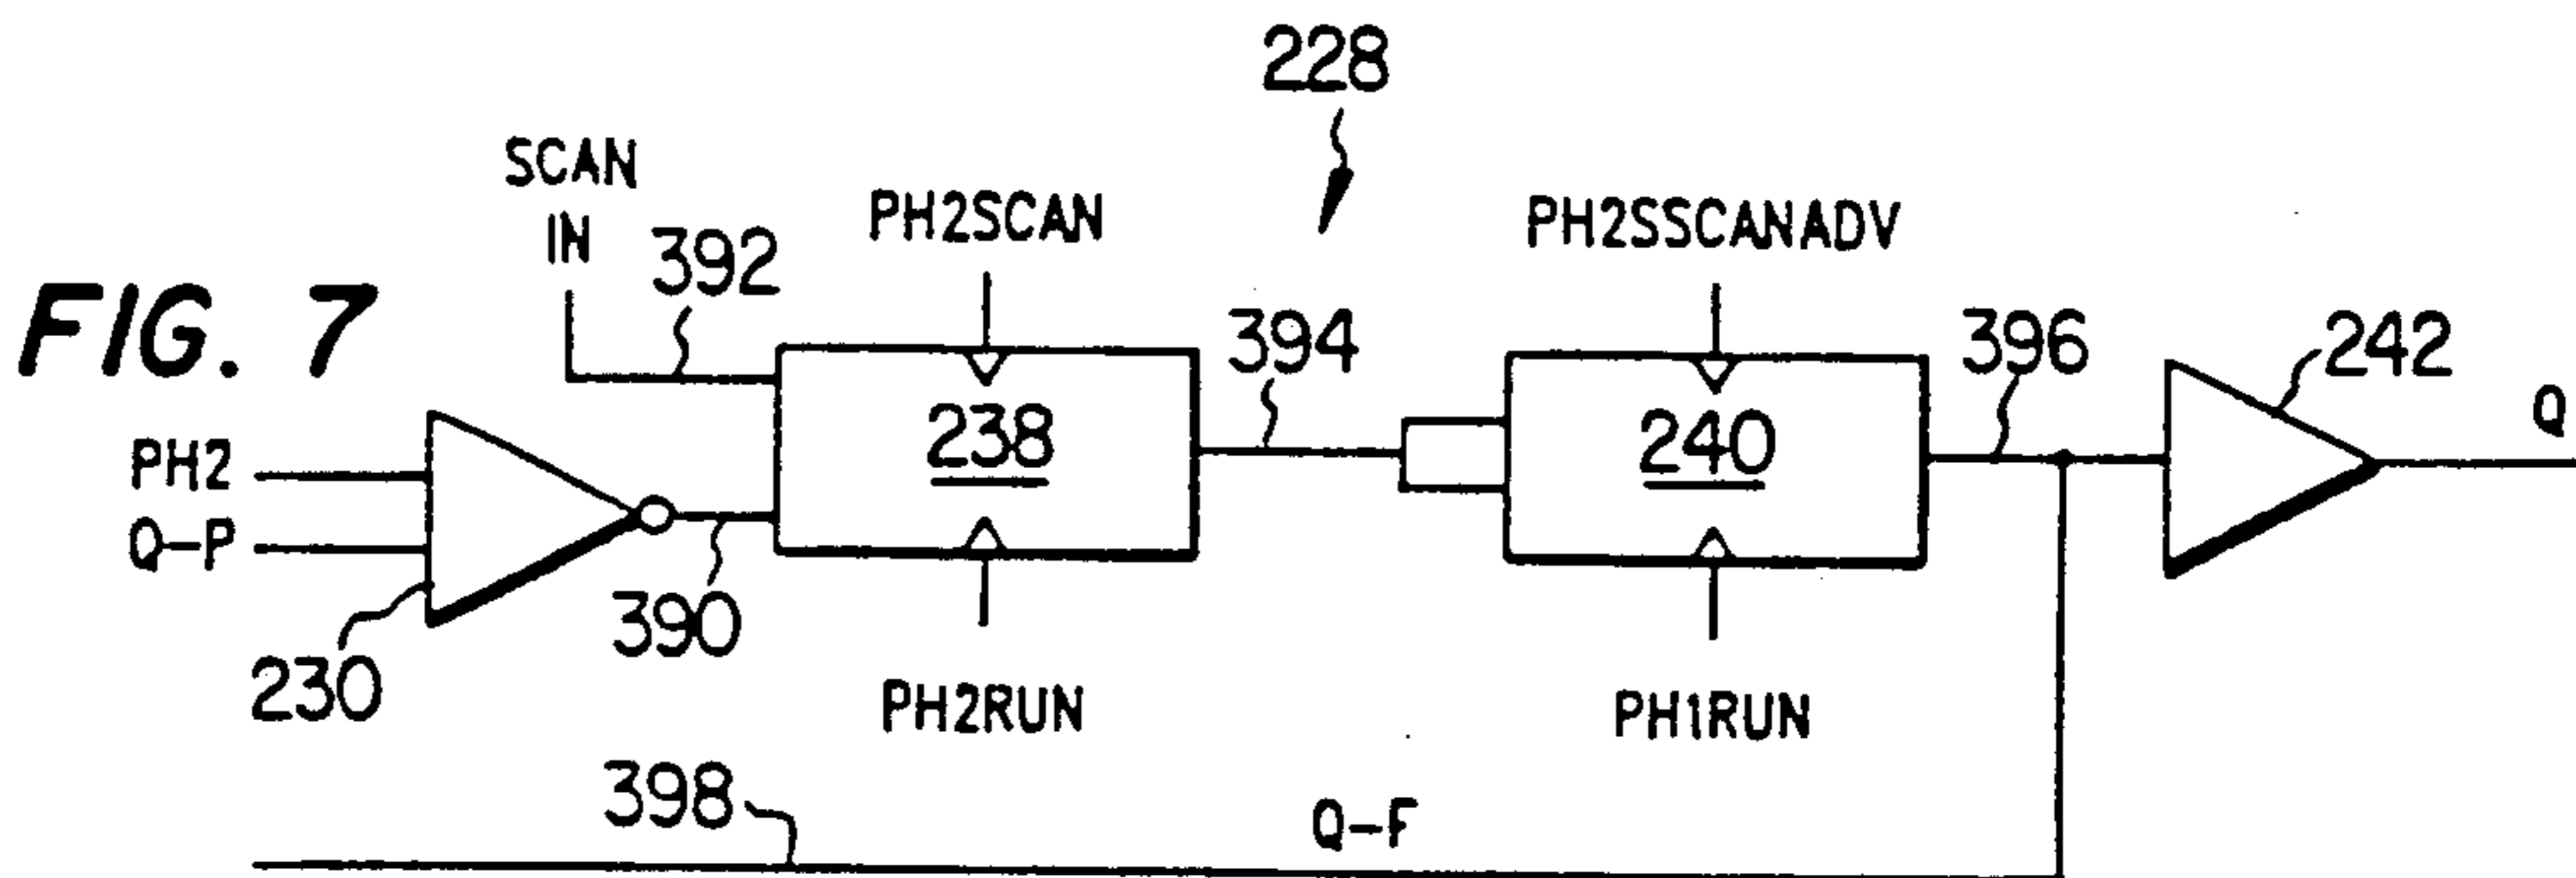 228
SCAN
IN
392
PH2SCAN
PH2SSCANADV
FIG. 7
394
396
242
Q
PH2
238
240
Q-P
390
230
PH2RUN
PH1RUN
398
Q-F